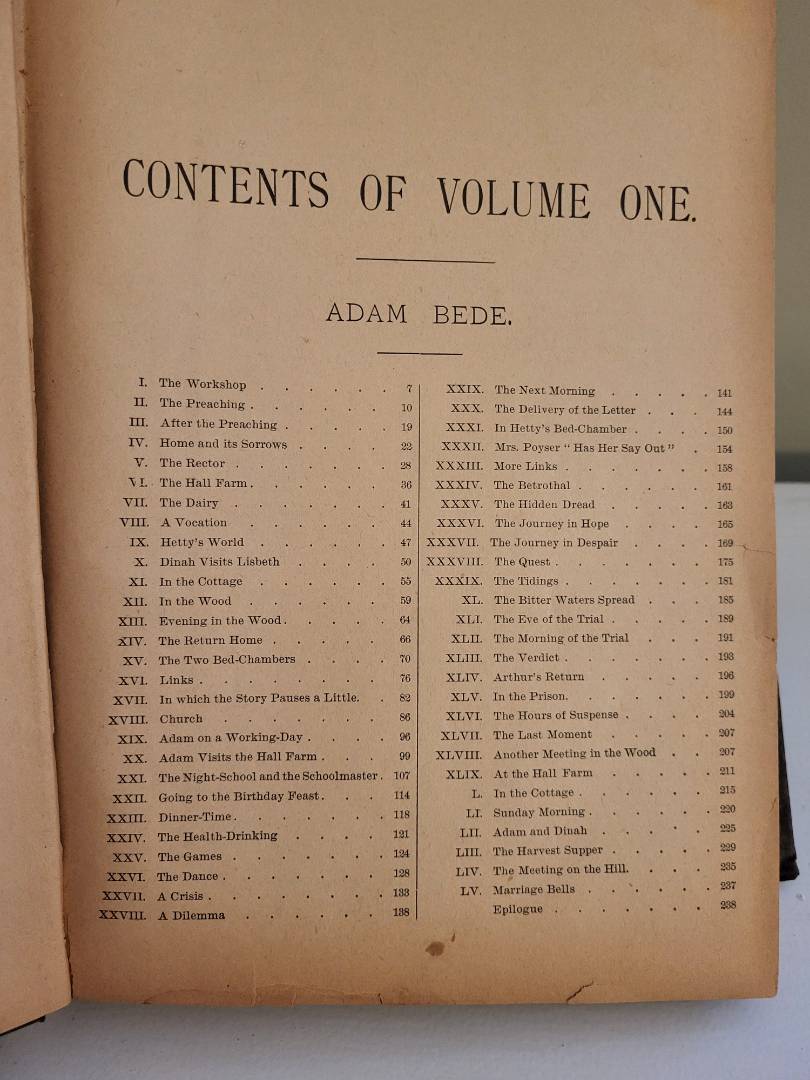 CONTENTS OF VOLUME ONE.
ADAM BEDE.
I. The Workshop . . . . . . 7
II. The Preaching . . . . . . 10
III. After the Preaching . . . . . 19
IV. Home and its Sorrows . . . . 22
V. The Rector . . . . . . 28
VI. The Hall Farm . . . . . . 36
VII. The Dairy . . . . . . 41
VIII. A Vocation . . . . . . 44
IX. Hetty's World . . . . . 47
X. Dinah Visits Lisbeth . . . . 50
XI. In the Cottage . . . . . . 55
XII. In the Wood . . . . . . 59
XIII. Evening in the Wood . . . . . 64
XIV. The Return Home . . . . . 66
XV. The Two Bed-Chambers . . . . 70
XVI. Links . . . . . . . . 76
XVII. In which the Story Pauses a Little. . 82
XVIII. Church . . . . . . . 86
XIX. Adam on a Working-Day . . . . 96
XX. Adam Visits the Hall Farm . . . 99
XXI. The Night-School and the Schoolmaster . 107
XXII. Going to the Birthday Feast . . . 114
XXIII. Dinner-Time . . . . . . . 118
XXIV. The Health-Drinking . . . . 121
XXV. The Games . . . . . . 124
XXVI. The Dance . . . . . . . 128
XXVII. A Crisis . . . . . . . . 133
XXVIII. A Dilemma . . . . . . 138
XXIX. The Next Morning . . . . . 141
XXX. The Delivery of the Letter . . . 144
XXXI. In Hetty's Bed-Chamber . . . . 150
XXXII. Mrs. Poyser "Has Her Say Out" . 154
XXXIII. More Links . . . . . . . 158
XXXIV. The Betrothal . . . . . . 161
XXXV. The Hidden Dread . . . . . 163
XXXVI. The Journey in Hope . . . . 165
XXXVII. The Journey in Despair . . . 169
XXXVIII. The Quest . . . . . . . 175
XXXIX. The Tidings . . . . . . . 181
XL. The Bitter Waters Spread . . . 185
XLI. The Eve of the Trial . . . . . 189
XLII. The Morning of the Trial . . . 191
XLIII. The Verdict . . . . . . . 193
XLIV. Arthur's Return . . . . . 196
XLV. In the Prison. . . . . . 199
XLVI. The Hours of Suspense . . . . 204
XLVII. The Last Moment . . . . . 207
XLVIII. Another Meeting in the Wood . . 207
XLIX. At the Hall Farm . . . . . 211
L. In the Cottage . . . . . . 215
LI. Sunday Morning . . . . . . 220
LII. Adam and Dinah . . . . . 225
LIII. The Harvest Supper . . . . . 229
LIV. The Meeting on the Hill. . . . 235
LV. Marriage Bells . . . . . . 237
Epilogue . . . . . . . 238